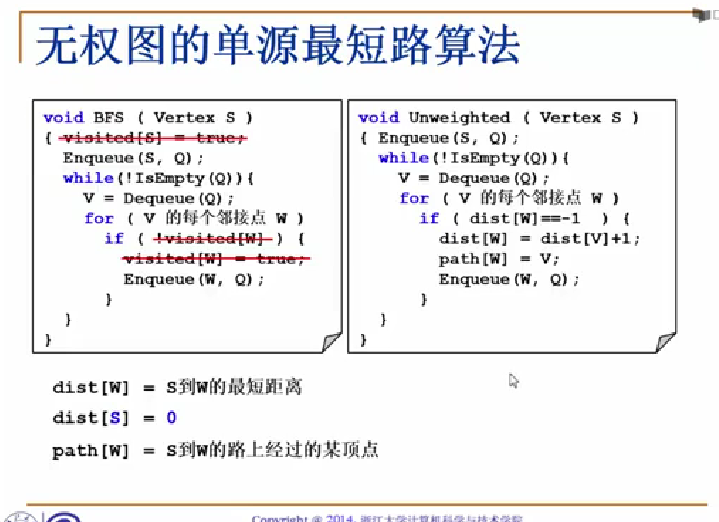 无权图的单源最短路算法
void BFS ( Vertex S )
{ visited[S] = true;
Enqueue(S, Q);
while(!IsEmpty(Q)){
V = Dequeue(Q);
for ( V 的每个邻接点 W )
if ( !visited[W] ) {
visited[W] = true;
Enqueue(W, Q);
}
}
}
void Unweighted ( Vertex S )
{ Enqueue(S, Q);
while(!IsEmpty(Q)){
V = Dequeue(Q);
for ( V 的每个邻接点 W )
if ( dist[W]==-1 ) {
dist[W] = dist[V]+1;
path[W] = V;
Enqueue(W, Q);
}
}
}
dist[W] = S到W的最短距离
dist[S] = 0
path[W] = S到W的路上经过的某顶点
Copyright © 2014, 浙江大学计算机科学与技术学院